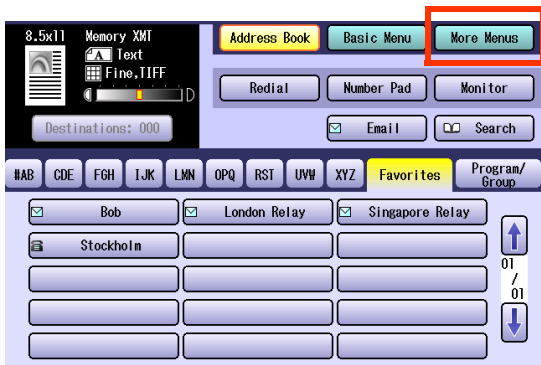 8.5x11 Memory XMT
A Text
Fine,TIFF
D
Destinations: 000
Address Book Basic Menu More Menus
Redial Number Pad Monitor
Email Search
#AB CDE FGH IJK LMN OPQ RST UVW XYZ Favorites Program/
Group
Bob London Relay Singapore Relay
Stockholm
01
/
01